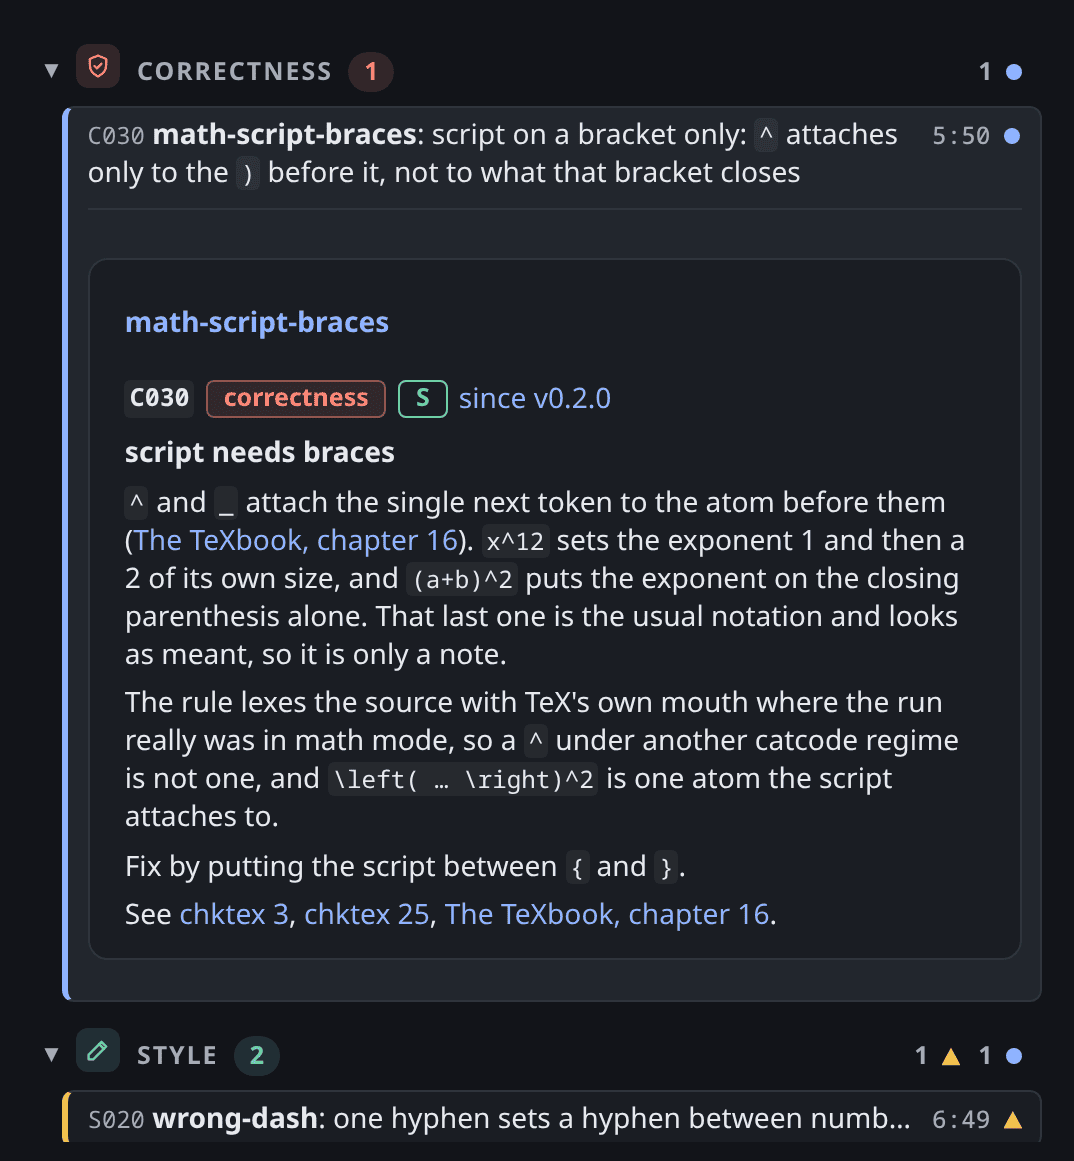 ▼ CORRECTNESS 1 1
C030 math-script-braces: script on a bracket only: ^ attaches 5:50
only to the ) before it, not to what that bracket closes
math-script-braces
C030 correctness S since v0.2.0
script needs braces
^ and _ attach the single next token to the atom before them
(The TeXbook, chapter 16). x^12 sets the exponent 1 and then a
2 of its own size, and (a+b)^2 puts the exponent on the closing
parenthesis alone. That last one is the usual notation and looks
as meant, so it is only a note.
The rule lexes the source with TeX's own mouth where the run
really was in math mode, so a ^ under another catcode regime
is not one, and \left( … \right)^2 is one atom the script
attaches to.
Fix by putting the script between { and }.
See chktex 3, chktex 25, The TeXbook, chapter 16.
▼ STYLE 2 1 1
S020 wrong-dash: one hyphen sets a hyphen between numb... 6:49